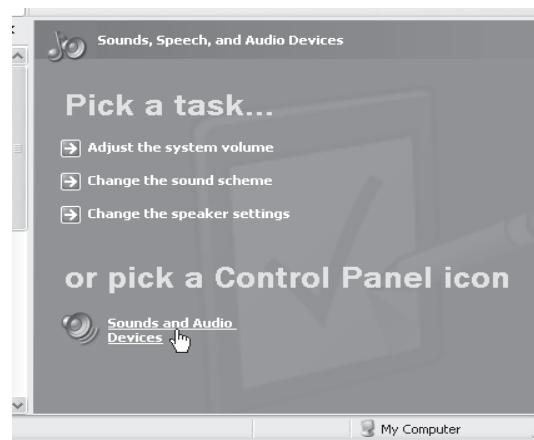 Sounds, Speech, and Audio Devices
Pick a task...
Adjust the system volume
Change the sound scheme
Change the speaker settings
or pick a Control Panel icon
Sounds and Audio
Devices
My Computer